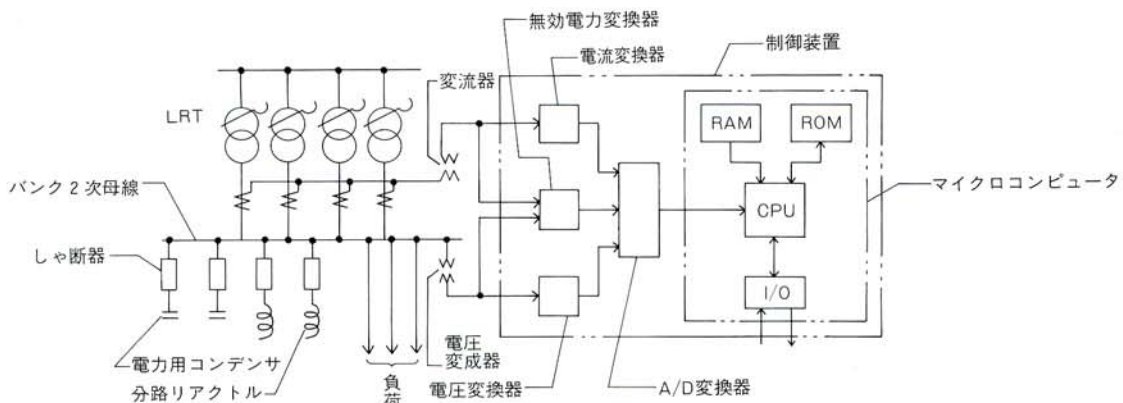 無効電力変換器
制御装置
電流変換器
変流器
LRT
RAM
ROM
バンク2次母線
マイクロコンピュータ
CPU
しゃ断器
I/O
電圧
変成器
電力用コンデンサ
分路リアクトル
負荷
電圧変換器
A/D変換器